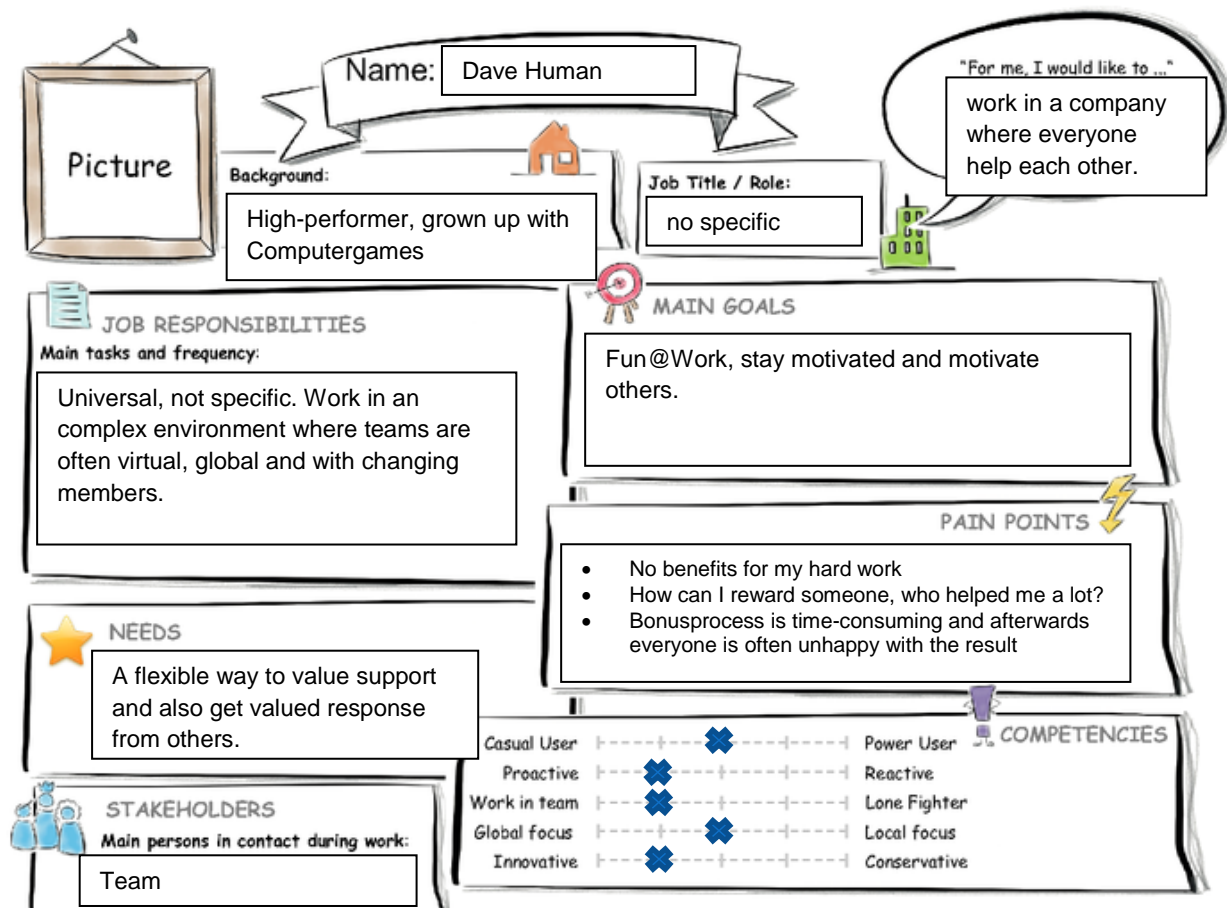 Name: Dave Human
"For me, I would like to ..."
work in a company
where everyone
help each other.
Picture
Background:
High-performer, grown up with
Computergames
Job Title / Role:
no specific
JOB RESPONSIBILITIES
Main tasks and frequency:
Universal, not specific. Work in an
complex environment where teams are
often virtual, global and with changing
members.
MAIN GOALS
Fun@Work, stay motivated and motivate
others.
PAIN POINTS
• No benefits for my hard work
• How can I reward someone, who helped me a lot?
• Bonusprocess is time-consuming and afterwards
everyone is often unhappy with the result
NEEDS
A flexible way to value support
and also get valued response
from others.
COMPETENCIES
Casual User Power User
Proactive Reactive
Work in team Lone Fighter
Global focus Local focus
Innovative Conservative
STAKEHOLDERS
Main persons in contact during work:
Team